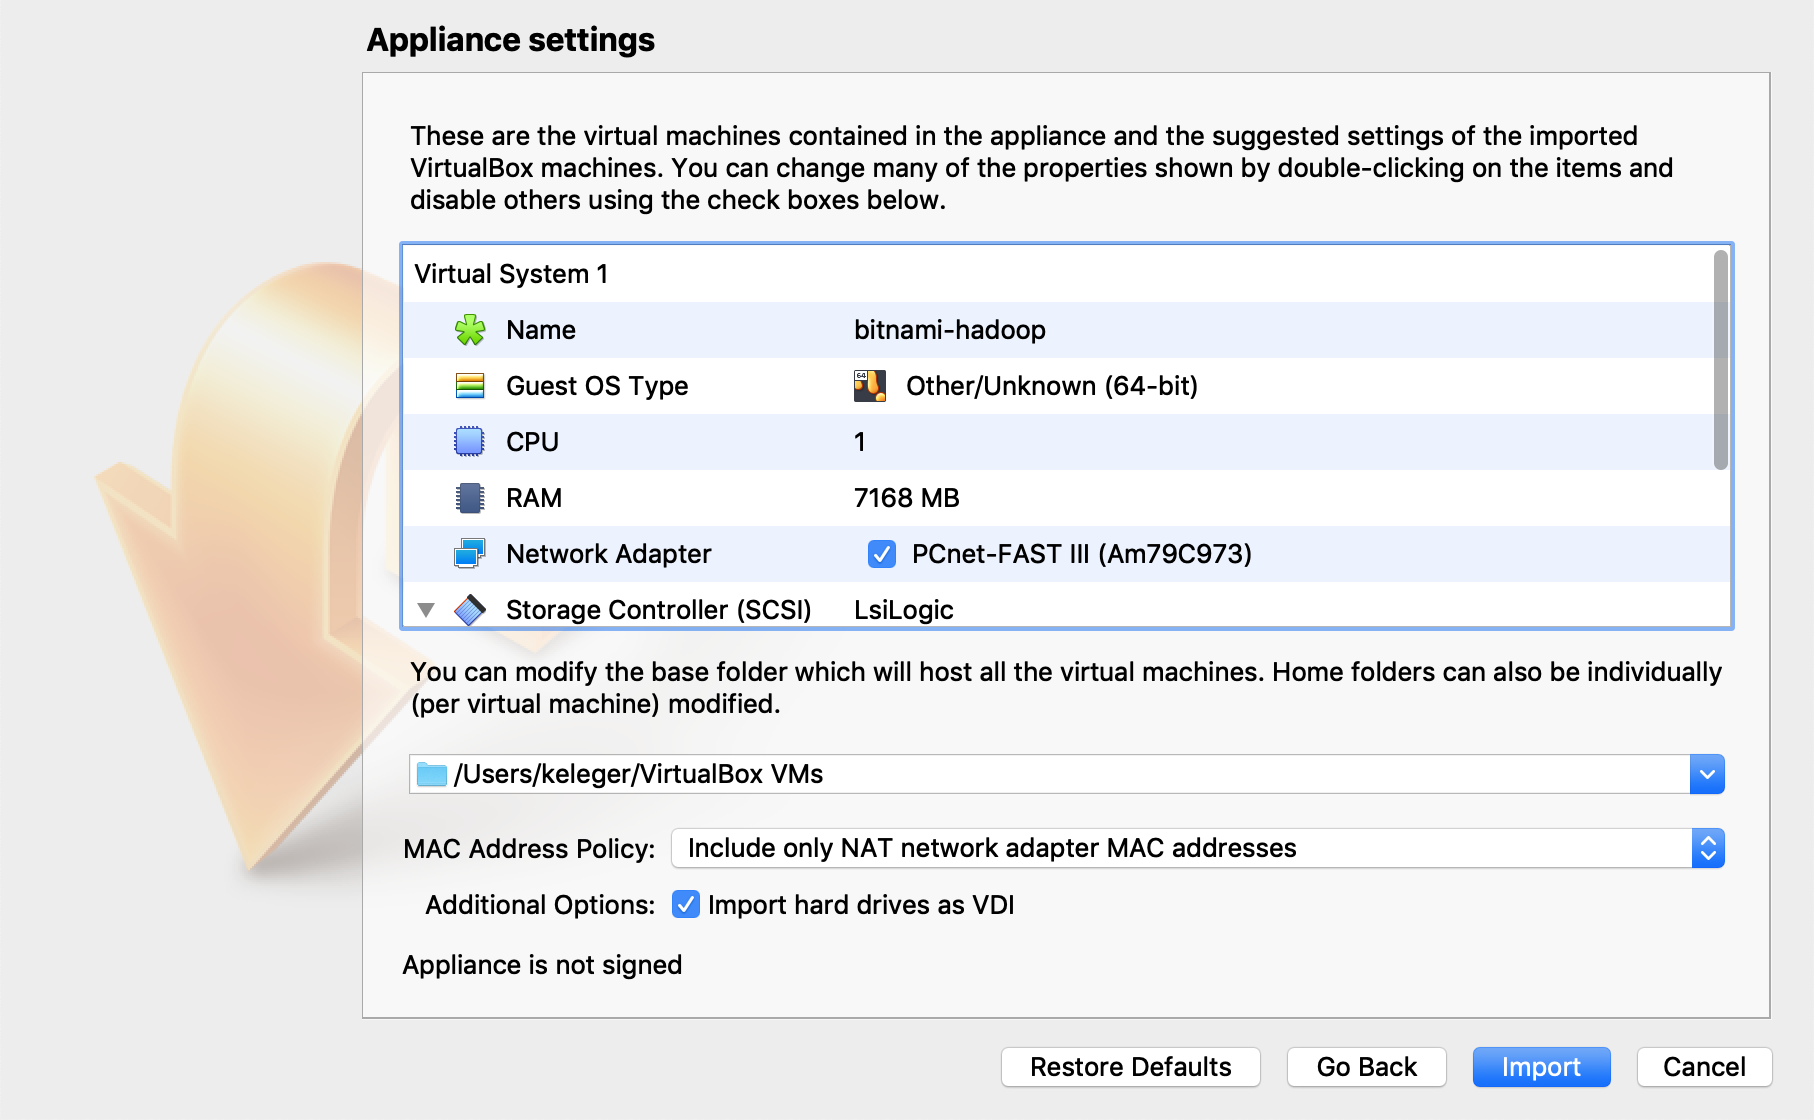 Appliance settings
These are the virtual machines contained in the appliance and the suggested settings of the imported
VirtualBox machines. You can change many of the properties shown by double-clicking on the items and
disable others using the check boxes below.
Virtual System 1
Name bitnami-hadoop
Guest OS Type 64 Other/Unknown (64-bit)
CPU 1
RAM 7168 MB
Network Adapter PCnet-FAST III (Am79C973)
Storage Controller (SCSI) LsiLogic
You can modify the base folder which will host all the virtual machines. Home folders can also be individually
(per virtual machine) modified.
/Users/keleger/VirtualBox VMs
MAC Address Policy: Include only NAT network adapter MAC addresses
Additional Options: Import hard drives as VDI
Appliance is not signed
Restore Defaults Go Back Import Cancel